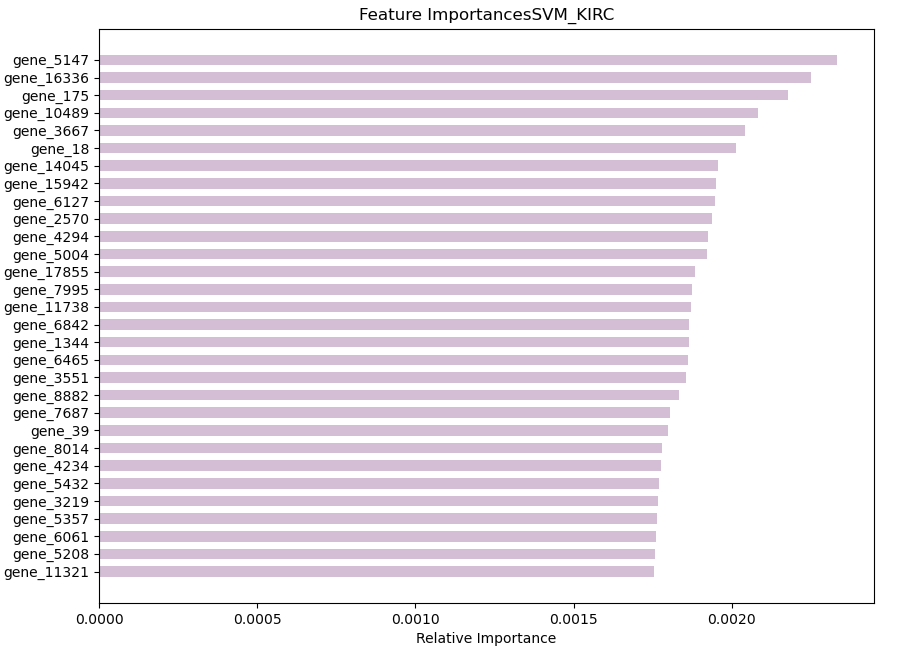 Feature ImportancesSVM_KIRC
gene_5147
gene_16336
gene_175
gene_10489
gene_3667
gene_18
gene_14045
gene_15942
gene_6127
gene_2570
gene_4294
gene_5004
gene_17855
gene_7995
gene_11738
gene_6842
gene_1344
gene_6465
gene_3551
gene_8882
gene_7687
gene_39
gene_8014
gene_4234
gene_5432
gene_3219
gene_5357
gene_6061
gene_5208
gene_11321
0.0000 0.0005 0.0010 0.0015 0.0020
Relative Importance